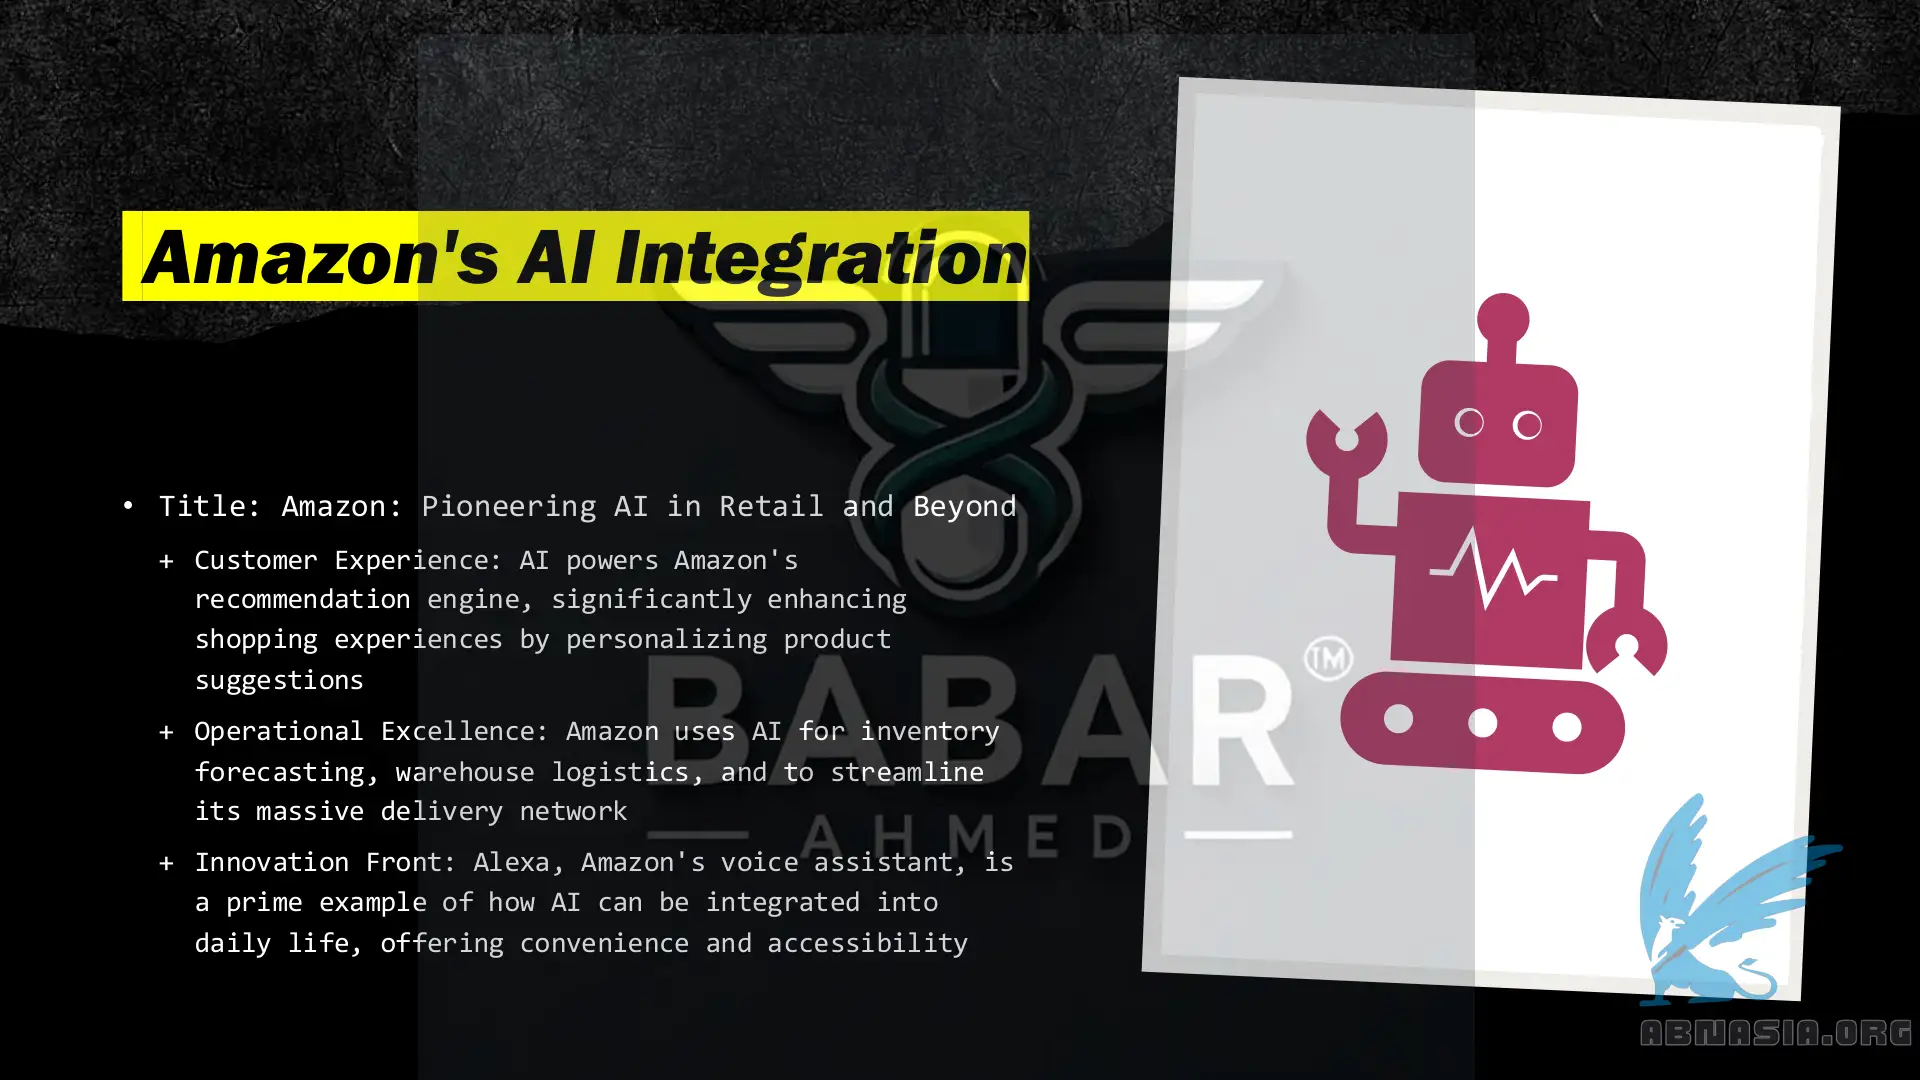 Amazon's AI Integration
• Title: Amazon: Pioneering AI in Retail and Beyond
+ Customer Experience: AI powers Amazon's
recommendation engine, significantly enhancing
shopping experiences by personalizing product
suggestions
+ Operational Excellence: Amazon uses AI for inventory
forecasting, warehouse logistics, and to streamline
its massive delivery network
+ Innovation Front: Alexa, Amazon's voice assistant, is
a prime example of how AI can be integrated into
daily life, offering convenience and accessibility
BABAR TM
AHMED
ABNASIA.ORG